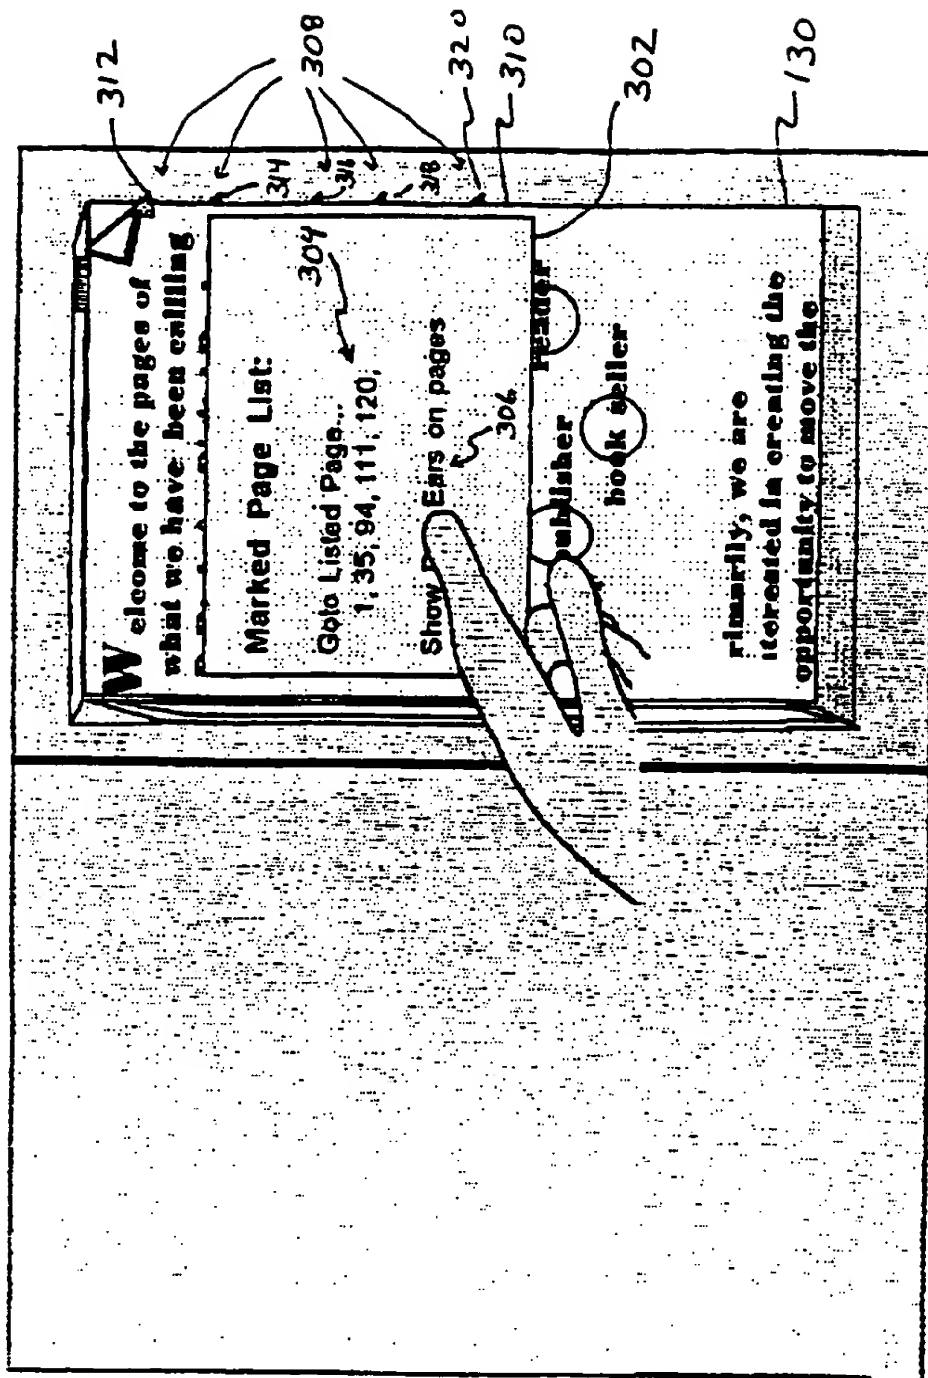 W
elcome to the pages of
what we have been calling
Marked Page List:
Goto Listed Page...
1, 35, 94, 111, 120,
Show Ears on pages
reader
ublisher
book seller
rimarily, we are
iterested in creating the
opportunity to move the
312
308
314
316
318
320
310
302
304
306
130